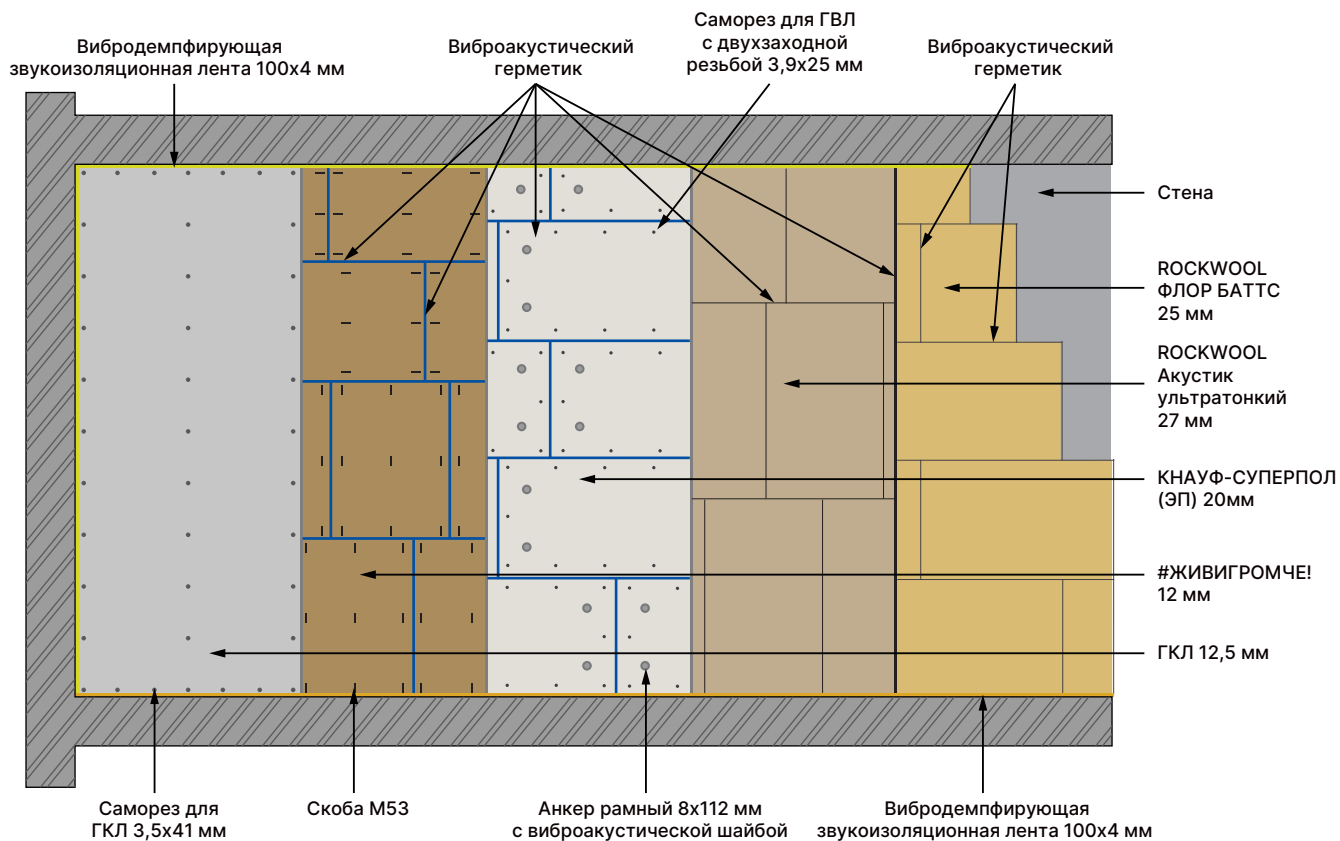 Вибродемпфирующая
звукоизоляционная лента 100х4 мм
Виброакустический
герметик
Саморез для ГВЛ
с двухзаходной
резьбой 3,9х25 мм
Виброакустический
герметик
Стена
ROCKWOOL
ФЛОР БАТТС
25 мм
ROCKWOOL
Акустик
ультратонкий
27 мм
КНАУФ-СУПЕРПОЛ
(ЭП) 20мм
#ЖИВИГРОМЧЕ!
12 мм
ГКЛ 12,5 мм
Саморез для
ГКЛ 3,5х41 мм
Скоба М53
Анкер рамный 8х112 мм
с виброакустической шайбой
Вибродемпфирующая
звукоизоляционная лента 100х4 мм